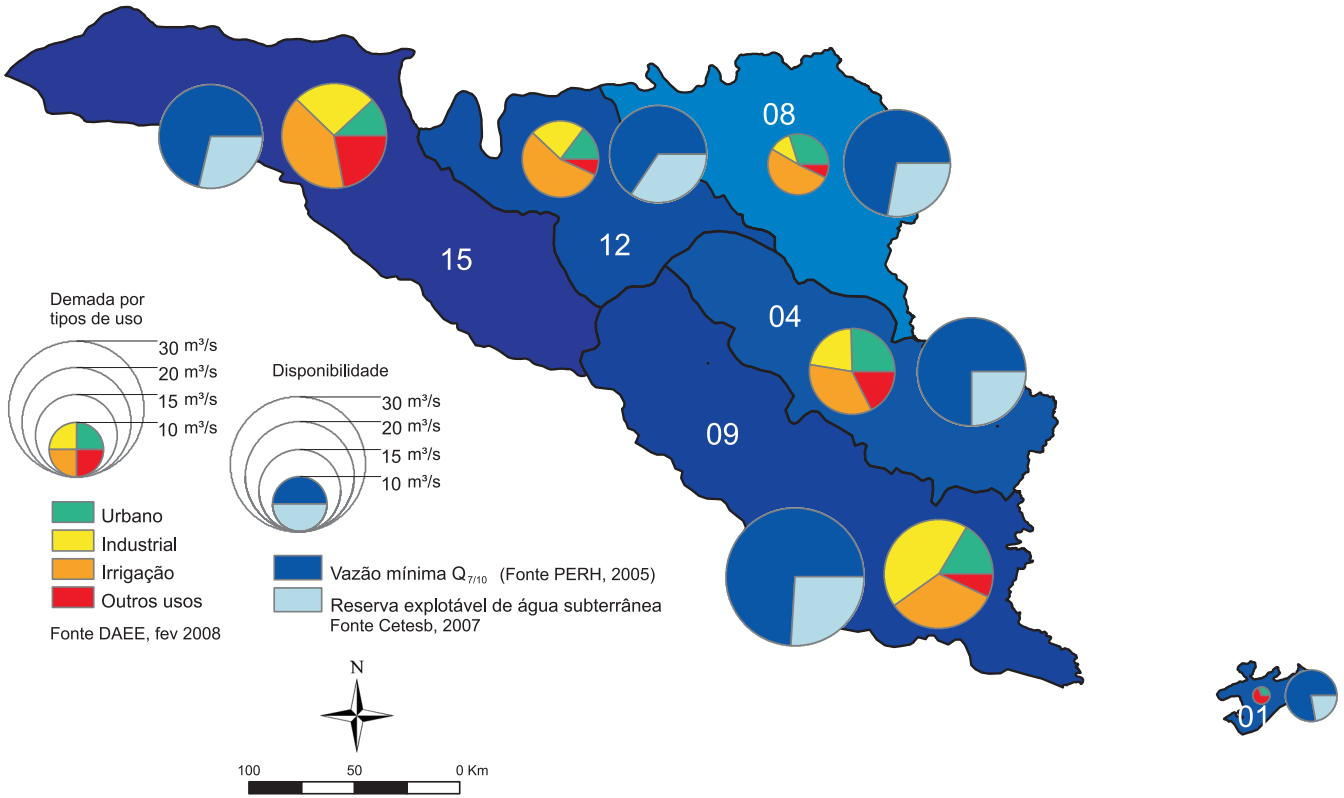 08
12
15
04
09
01
Demada por
tipos de uso
30 m³/s
20 m³/s
15 m³/s
10 m³/s
Urbano
Industrial
Irrigação
Outros usos
Fonte DAEE, fev 2008
Disponibilidade
30 m³/s
20 m³/s
15 m³/s
10 m³/s
Vazão mínima Q7/10 (Fonte PERH, 2005)
Reserva explotável de água subterrânea
Fonte Cetesb, 2007
N
100 50 0 Km